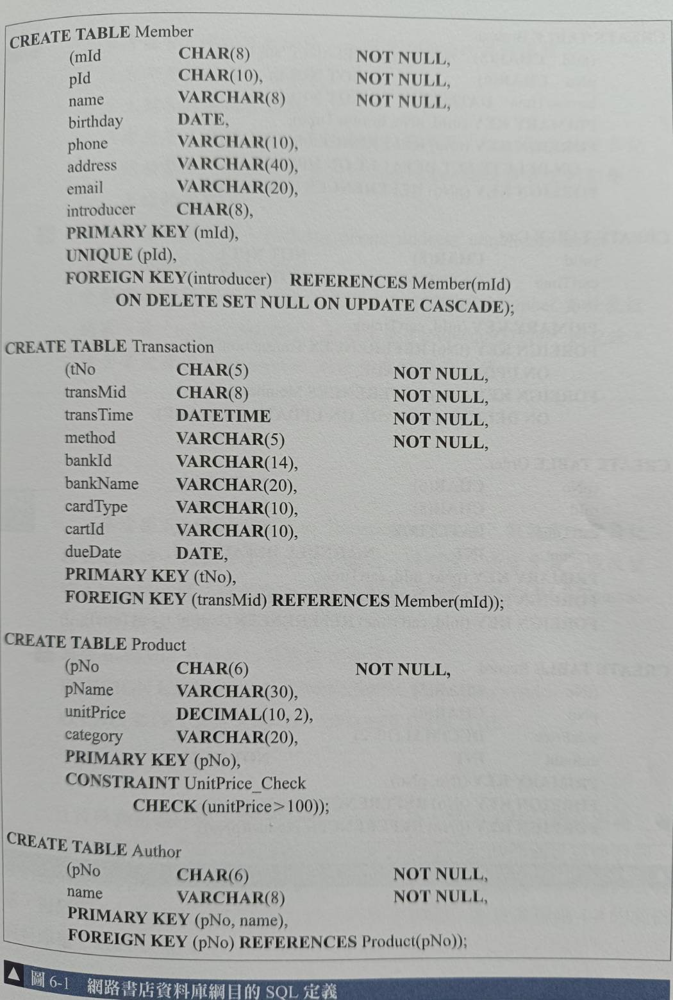 CREATE TABLE Member
(mId CHAR(8) NOT NULL,
pId CHAR(10), NOT NULL,
name VARCHAR(8) NOT NULL,
birthday DATE,
phone VARCHAR(10),
address VARCHAR(40),
email VARCHAR(20),
introducer CHAR(8),
PRIMARY KEY (mId),
UNIQUE (pId),
FOREIGN KEY(introducer) REFERENCES Member(mId)
ON DELETE SET NULL ON UPDATE CASCADE);
CREATE TABLE Transaction
(tNo CHAR(5) NOT NULL,
transMid CHAR(8) NOT NULL,
transTime DATETIME NOT NULL,
method VARCHAR(5) NOT NULL,
bankId VARCHAR(14),
bankName VARCHAR(20),
cardType VARCHAR(10),
cartId VARCHAR(10),
dueDate DATE,
PRIMARY KEY (tNo),
FOREIGN KEY (transMid) REFERENCES Member(mId));
CREATE TABLE Product
(pNo CHAR(6) NOT NULL,
pName VARCHAR(30),
unitPrice DECIMAL(10, 2),
category VARCHAR(20),
PRIMARY KEY (pNo),
CONSTRAINT UnitPrice_Check
CHECK (unitPrice>100));
CREATE TABLE Author
(pNo CHAR(6) NOT NULL,
name VARCHAR(8) NOT NULL,
PRIMARY KEY (pNo, name),
FOREIGN KEY (pNo) REFERENCES Product(pNo));
▲ 圖 6-1 網路書店資料庫綱目的 SQL 定義